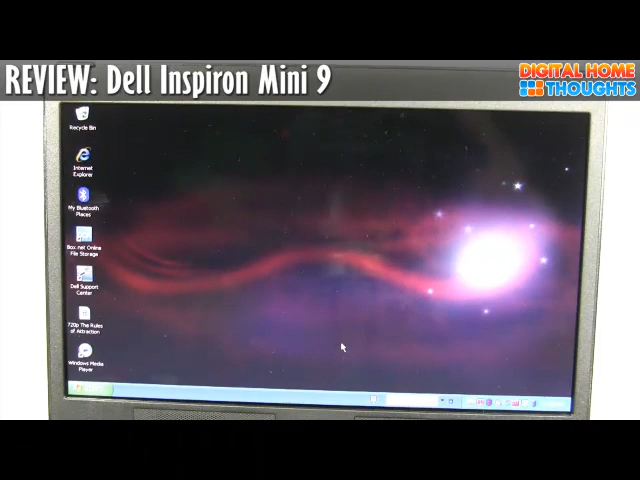 REVIEW: Dell Inspiron Mini 9
DIGITAL HOME
THOUGHTS
Recycle Bin
Internet
Explorer
My Bluetooth
Places
Box.net Online
File Storage
Dell Support
Center
720p The Rules
of Attraction
Windows Media
Player